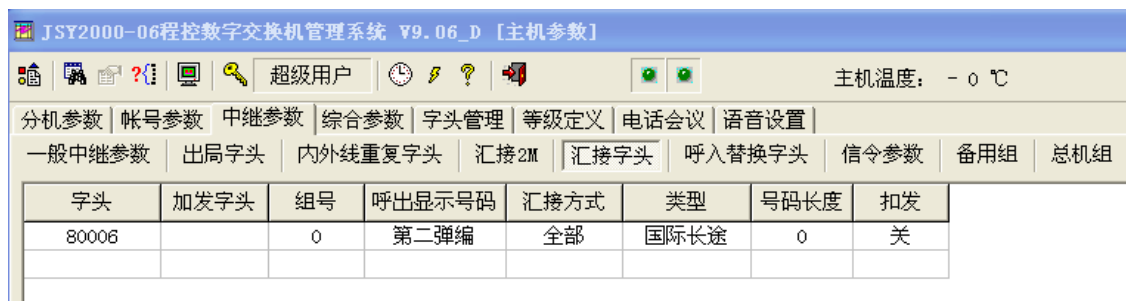 JSY2000-06程控数字交换机管理系统 V9.06_D [主机参数]
超级用户 主机温度： - 0 ℃
分机参数 帐号参数 中继参数 综合参数 字头管理 等级定义 电话会议 语音设置
一般中继参数 出局字头 内外线重复字头 汇接2M 汇接字头 呼入替换字头 信令参数 备用组 总机组
字头 加发字头 组号 呼出显示号码 汇接方式 类型 号码长度 扣发
80006 0 第二弹编 全部 国际长途 0 关